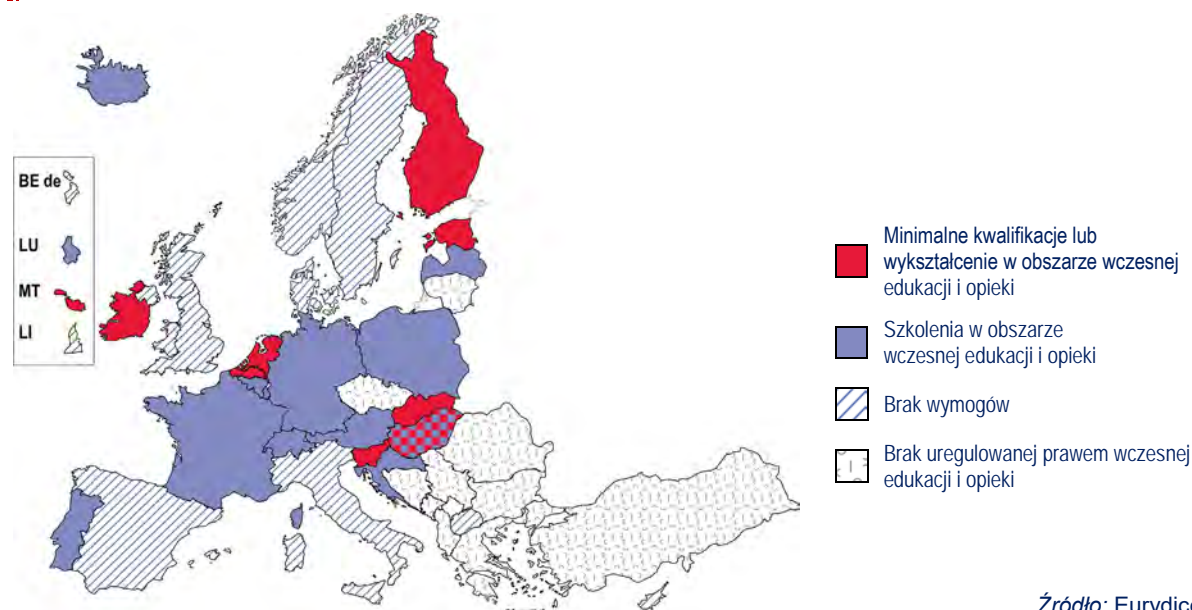 BE de
LU
MT
LI
Minimalne kwalifikacje lub
wykształcenie w obszarze wczesnej
edukacji i opieki
Szkolenia w obszarze
wczesnej edukacji i opieki
Brak wymogów
Brak uregulowanej prawem wczesnej
edukacji i opieki
Źródło: Eurydice